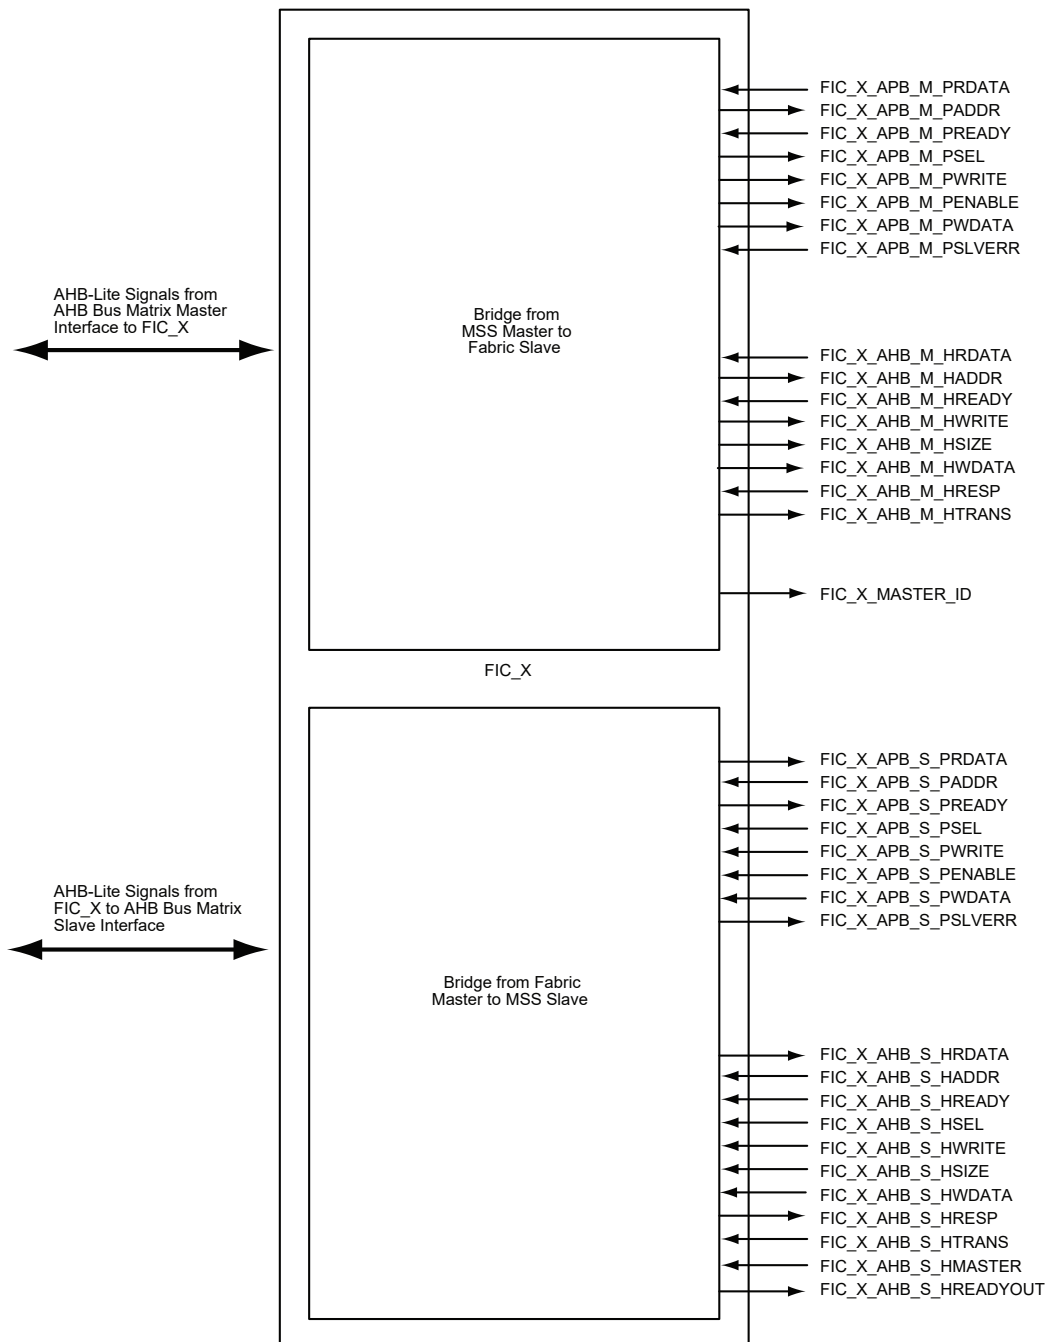 FIC_X_APB_M_PRDATA
FIC_X_APB_M_PADDR
FIC_X_APB_M_PREADY
FIC_X_APB_M_PSEL
FIC_X_APB_M_PWRITE
FIC_X_APB_M_PENABLE
FIC_X_APB_M_PWDATA
FIC_X_APB_M_PSLVERR
AHB-Lite Signals from
AHB Bus Matrix Master
Interface to FIC_X
Bridge from
MSS Master to
Fabric Slave
FIC_X_AHB_M_HRDATA
FIC_X_AHB_M_HADDR
FIC_X_AHB_M_HREADY
FIC_X_AHB_M_HWRITE
FIC_X_AHB_M_HSIZE
FIC_X_AHB_M_HWDATA
FIC_X_AHB_M_HRESP
FIC_X_AHB_M_HTRANS
FIC_X_MASTER_ID
FIC_X
FIC_X_APB_S_PRDATA
FIC_X_APB_S_PADDR
FIC_X_APB_S_PREADY
FIC_X_APB_S_PSEL
FIC_X_APB_S_PWRITE
FIC_X_APB_S_PENABLE
FIC_X_APB_S_PWDATA
FIC_X_APB_S_PSLVERR
AHB-Lite Signals from
FIC_X to AHB Bus Matrix
Slave Interface
Bridge from Fabric
Master to MSS Slave
FIC_X_AHB_S_HRDATA
FIC_X_AHB_S_HADDR
FIC_X_AHB_S_HREADY
FIC_X_AHB_S_HSEL
FIC_X_AHB_S_HWRITE
FIC_X_AHB_S_HSIZE
FIC_X_AHB_S_HWDATA
FIC_X_AHB_S_HRESP
FIC_X_AHB_S_HTRANS
FIC_X_AHB_S_HMASTER
FIC_X_AHB_S_HREADYOUT